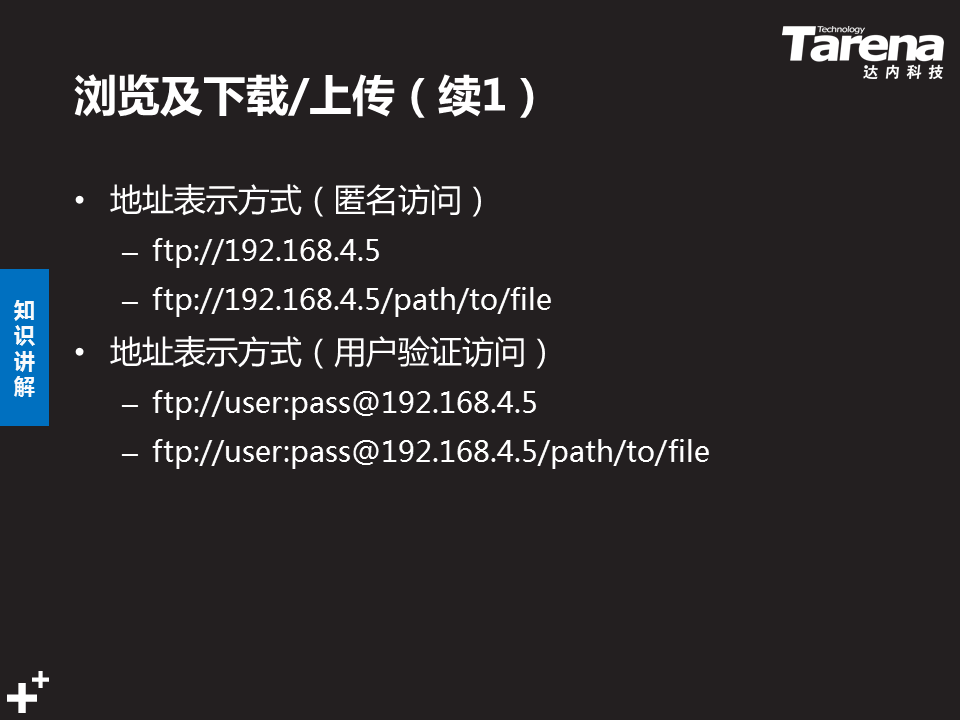 Technology
Tarena
达内科技
浏览及下载/上传（续1）
• 地址表示方式（匿名访问）
– ftp://192.168.4.5
– ftp://192.168.4.5/path/to/file
• 地址表示方式（用户验证访问）
– ftp://user:pass@192.168.4.5
– ftp://user:pass@192.168.4.5/path/to/file
知
识
讲
解